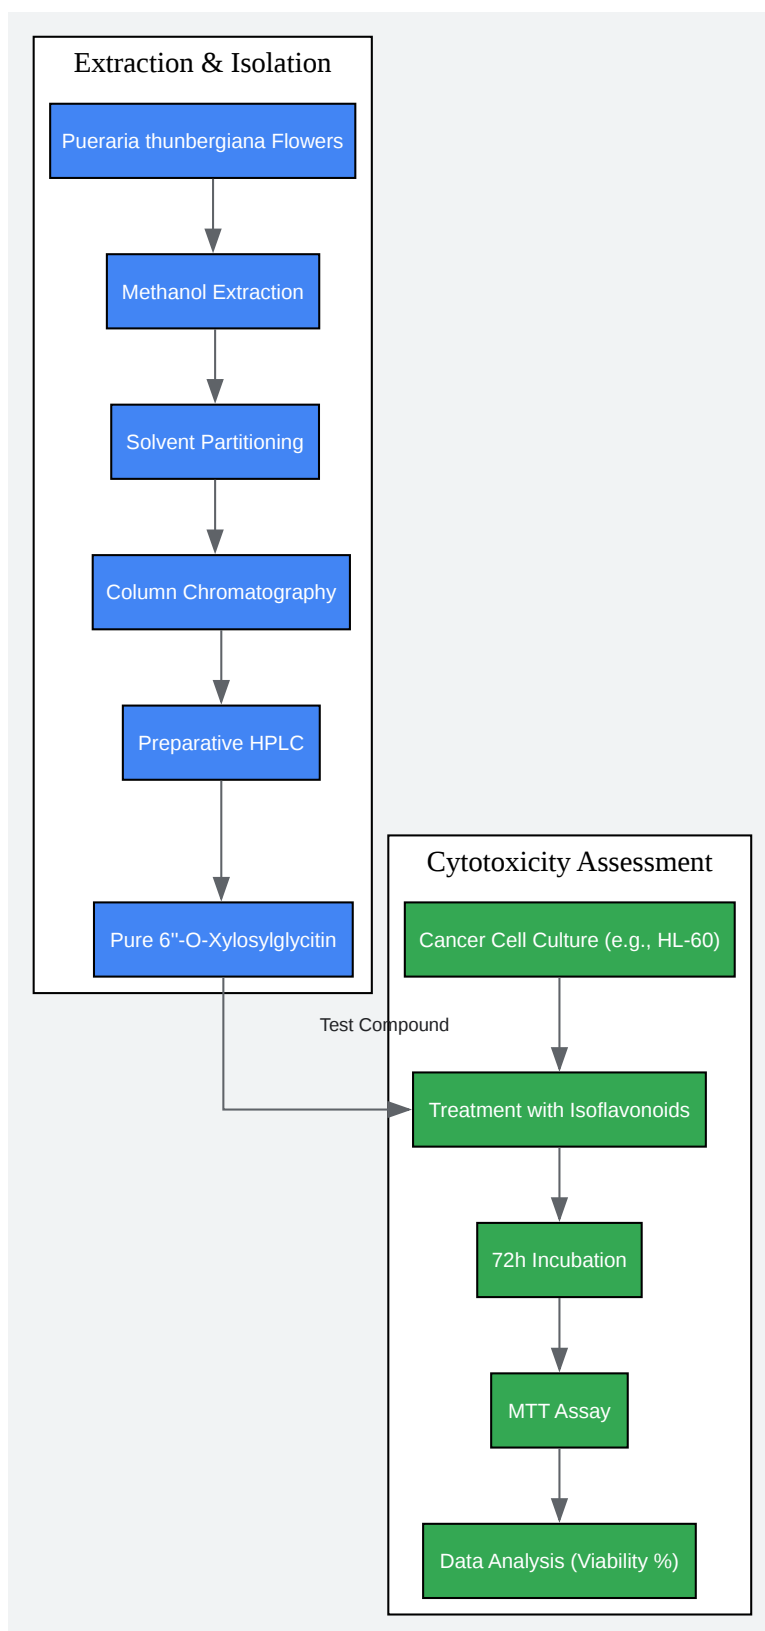 Extraction & Isolation
Pueraria thunbergiana Flowers
Methanol Extraction
Solvent Partitioning
Column Chromatography
Preparative HPLC
Pure 6''-O-Xylosylglycitin
Test Compound
Cytotoxicity Assessment
Cancer Cell Culture (e.g., HL-60)
Treatment with Isoflavonoids
72h Incubation
MTT Assay
Data Analysis (Viability %)